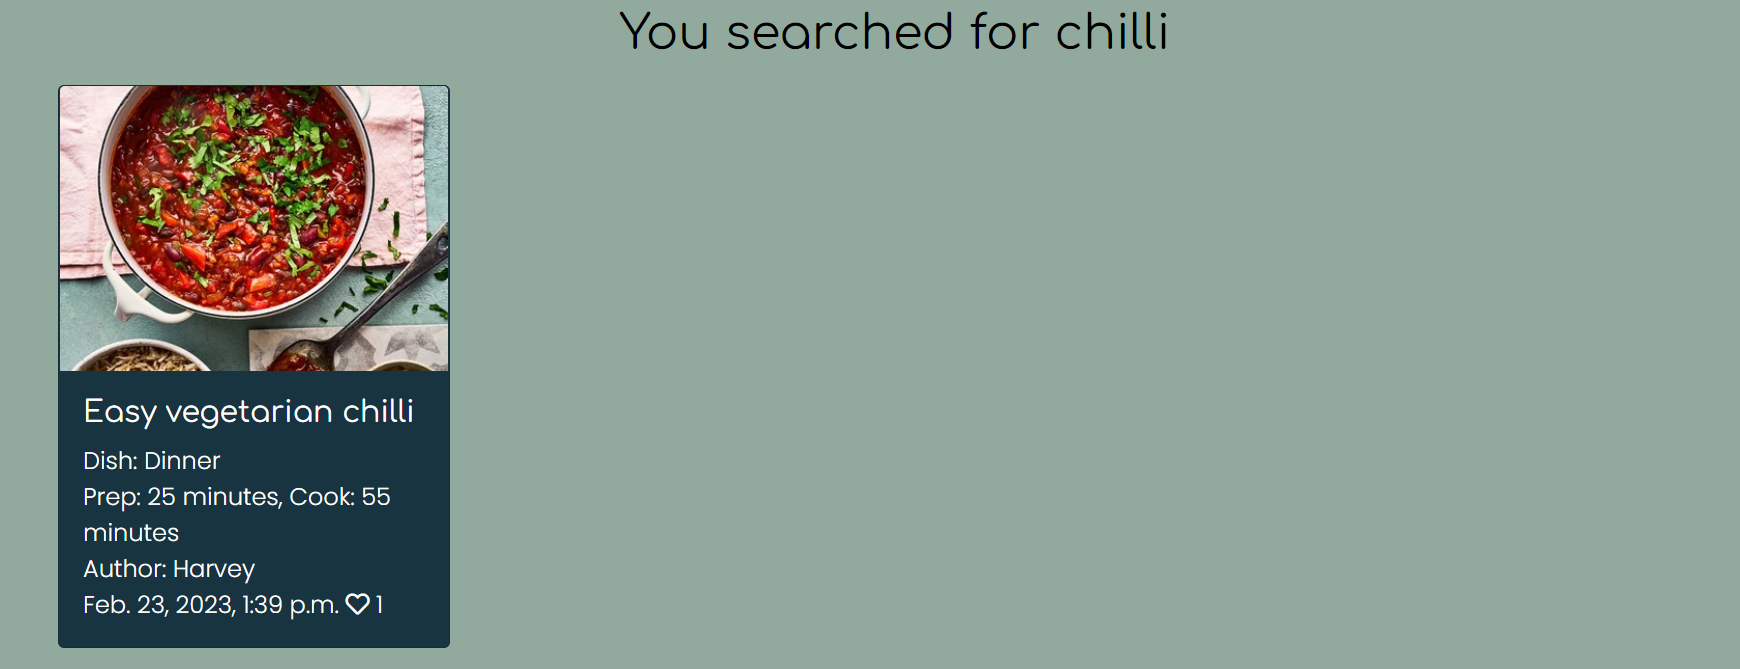 You searched for chilli
Easy vegetarian chilli
Dish: Dinner
Prep: 25 minutes, Cook: 55
minutes
Author: Harvey
Feb. 23, 2023, 1:39 p.m. 1